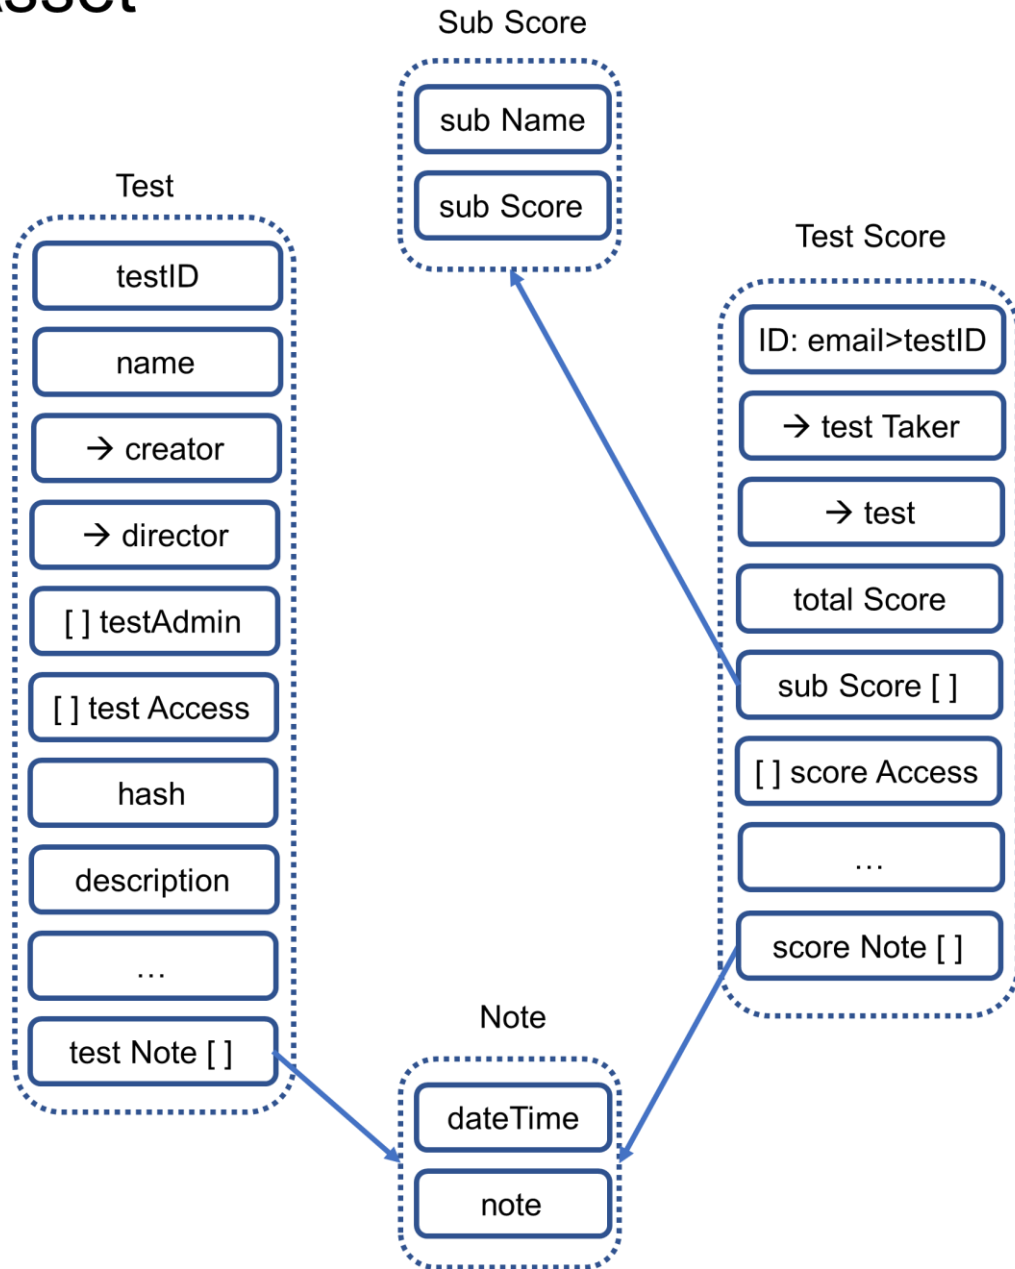 Sub Score
sub Name
sub Score
Test
testID
name
→ creator
→ director
[ ] testAdmin
[ ] test Access
hash
description
...
test Note [ ]
Test Score
ID: email>testID
→ test Taker
→ test
total Score
sub Score [ ]
[ ] score Access
...
score Note [ ]
Note
dateTime
note